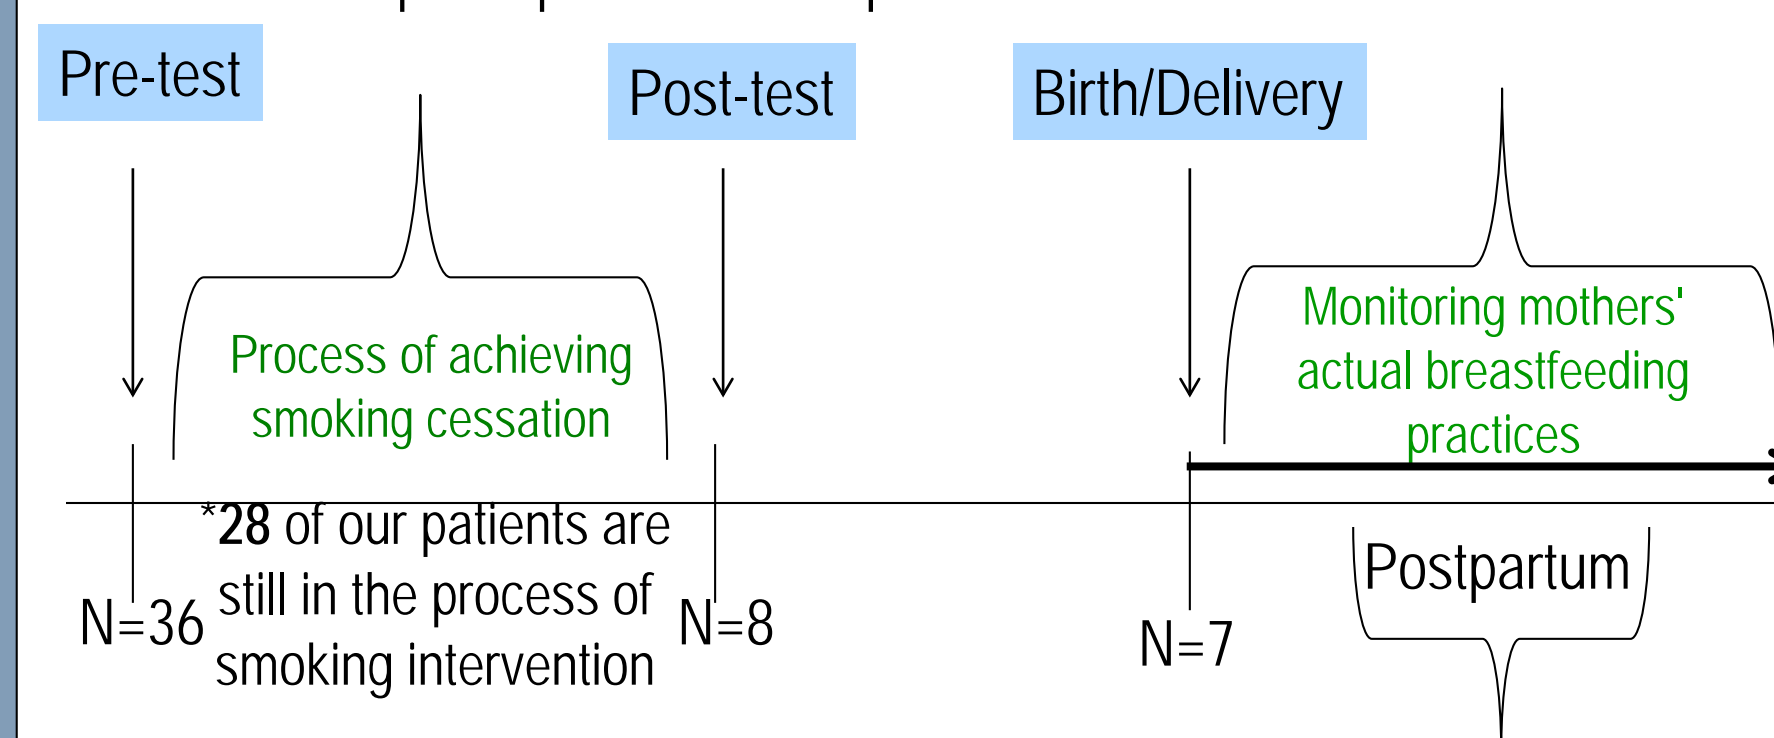 Pre-test
Post-test
Birth/Delivery
Process of achieving
smoking cessation
Monitoring mothers'
actual breastfeeding
practices
*28 of our patients are
still in the process of
smoking intervention
N=36
N=8
N=7
Postpartum